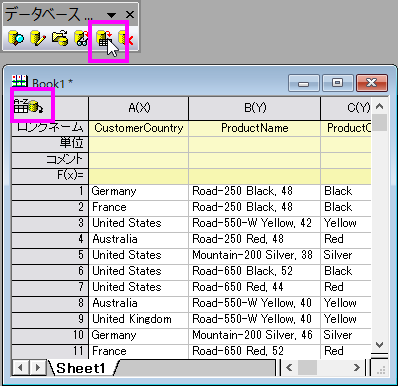 データベース ...
Book1 *
A(X) B(Y) C(Y)
ロングネーム CustomerCountry ProductName ProductC
単位
コメント
F(x)=
1 Germany Road-250 Black, 48 Black
2 France Road-250 Black, 48 Black
3 United States Road-550-W Yellow, 42 Yellow
4 Australia Road-250 Red, 48 Red
5 United States Mountain-200 Silver, 38 Silver
6 United States Road-650 Black, 52 Black
7 United States Road-650 Red, 44 Red
8 Australia Road-550-W Yellow, 40 Yellow
9 United Kingdom Road-550-W Yellow, 40 Yellow
10 Germany Mountain-200 Silver, 46 Silver
11 France Road-650 Red, 52 Red
Sheet1